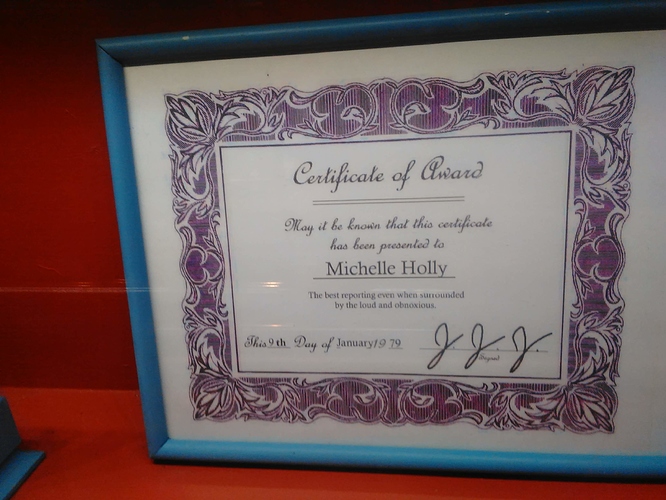 Certificate of Award
May it be known that this certificate
has been presented to
Michelle Holly
The best reporting even when surrounded
by the loud and obnoxious.
This 9th Day of January 1979
J. J. J.
Signed